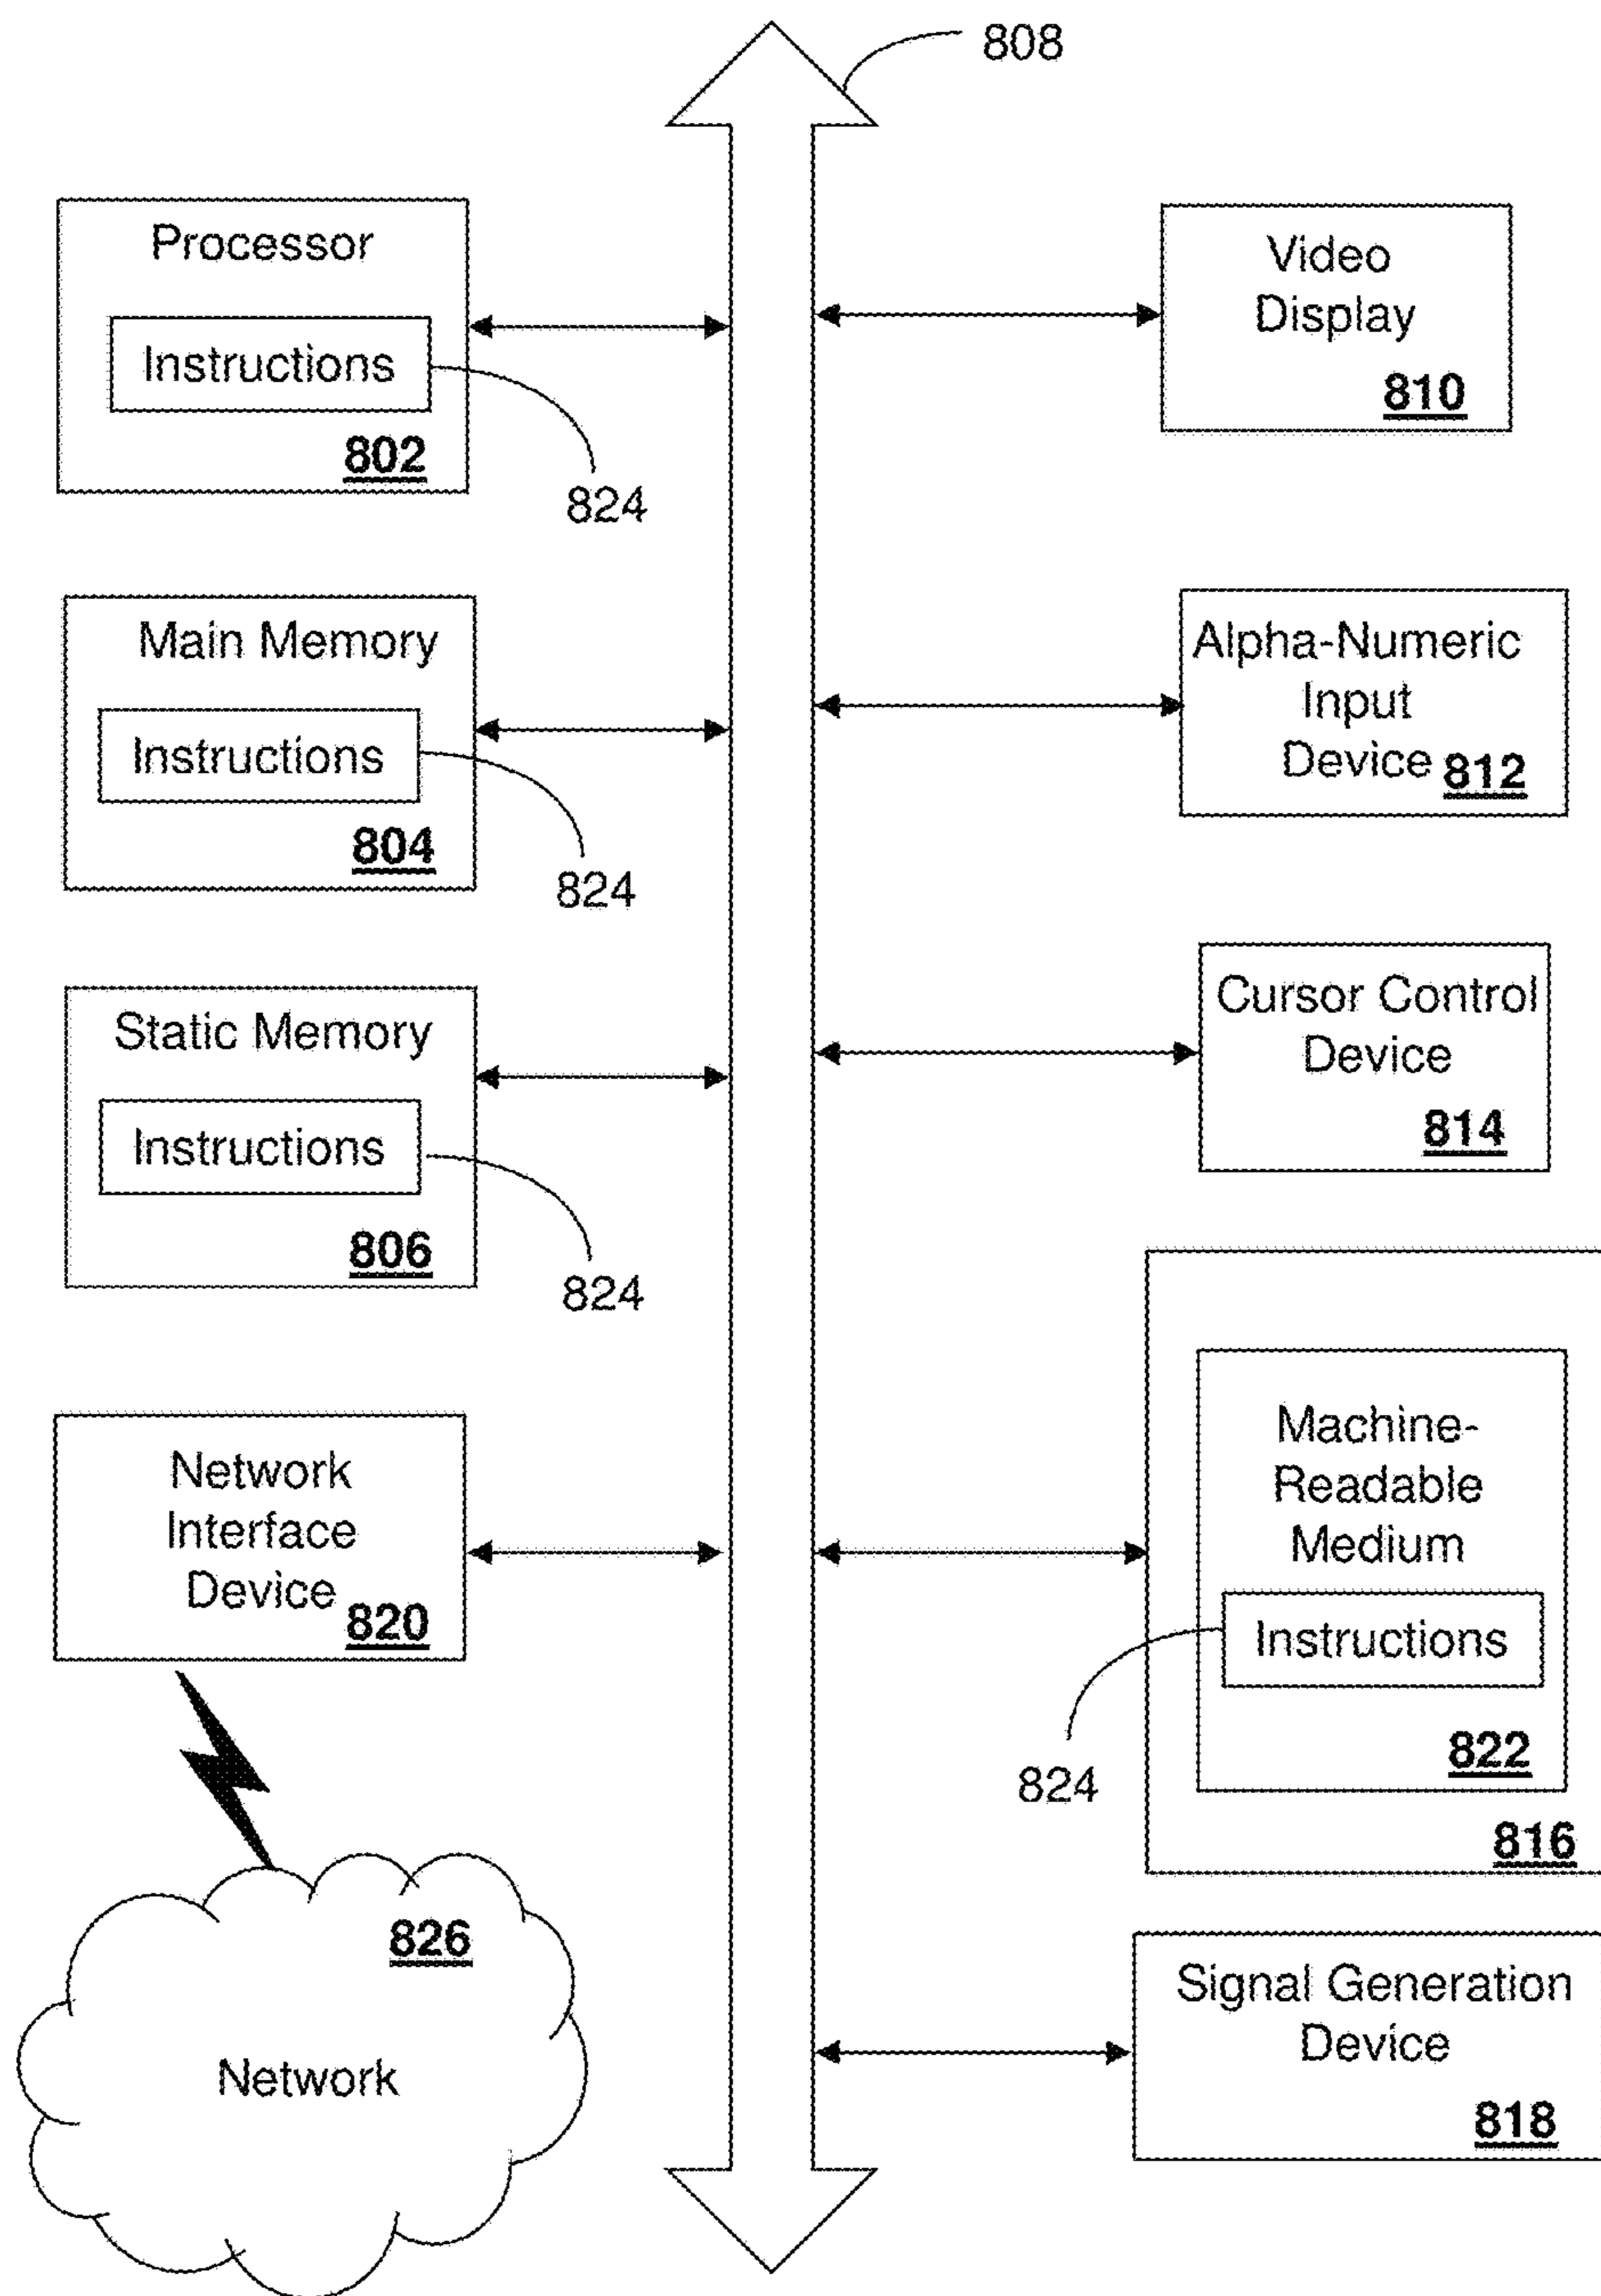 808
Processor
Instructions
802
824
Main Memory
Instructions
804
824
Static Memory
Instructions
806
824
Network
Interface
Device
820
826
Network
Video
Display
810
Alpha-Numeric
Input
Device
812
Cursor Control
Device
814
Machine-
Readable
Medium
Instructions
824
822
816
Signal Generation
Device
818